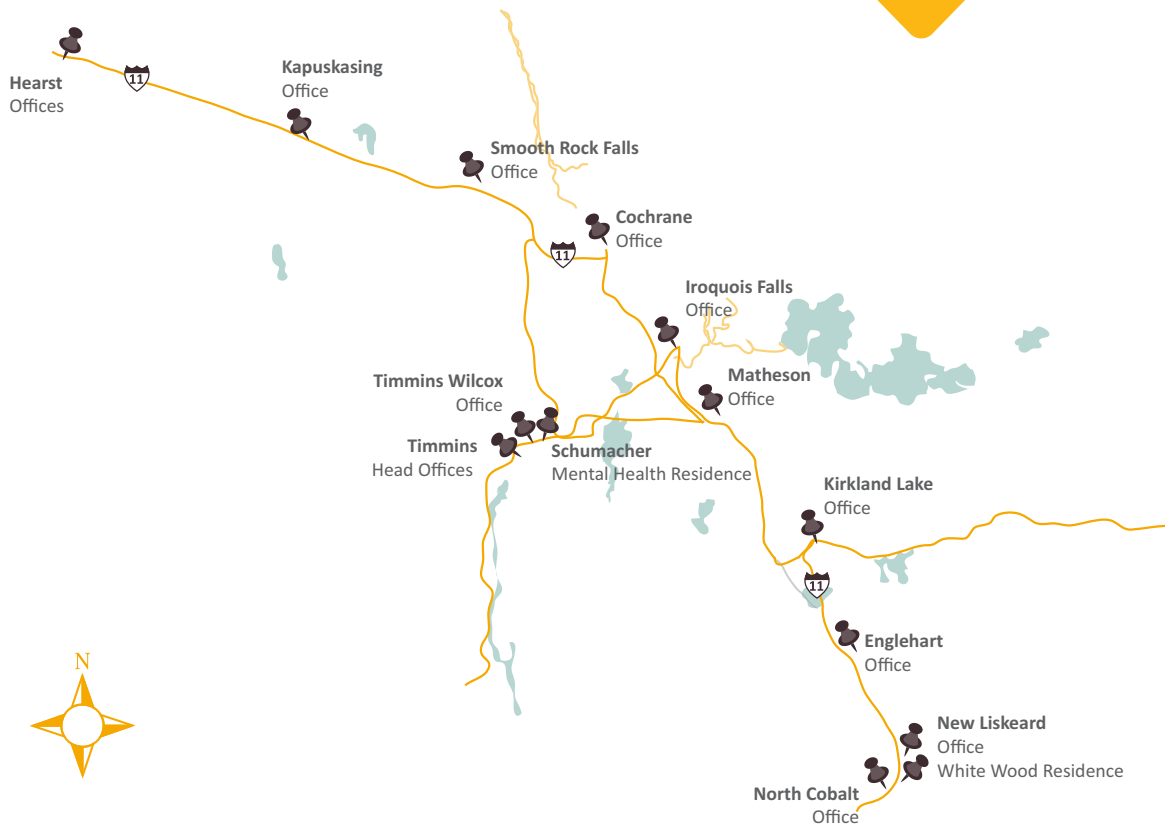 Hearst
Offices
11
Kapuskasing
Office
Smooth Rock Falls
Office
Cochrane
Office
11
Iroquois Falls
Office
Matheson
Office
Timmins Wilcox
Office
Timmins
Head Offices
Schumacher
Mental Health Residence
Kirkland Lake
Office
11
Englehart
Office
N
New Liskeard
Office
White Wood Residence
North Cobalt
Office